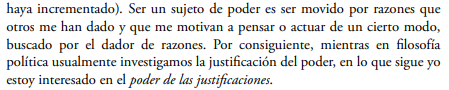 haya incrementado). Ser un sujeto de poder es ser movido por razones que
otros me han dado y que me motivan a pensar o actuar de un cierto modo,
buscado por el dador de razones. Por consiguiente, mientras en filosofía
política usualmente investigamos la justificación del poder, en lo que sigue yo
estoy interesado en el poder de las justificaciones.